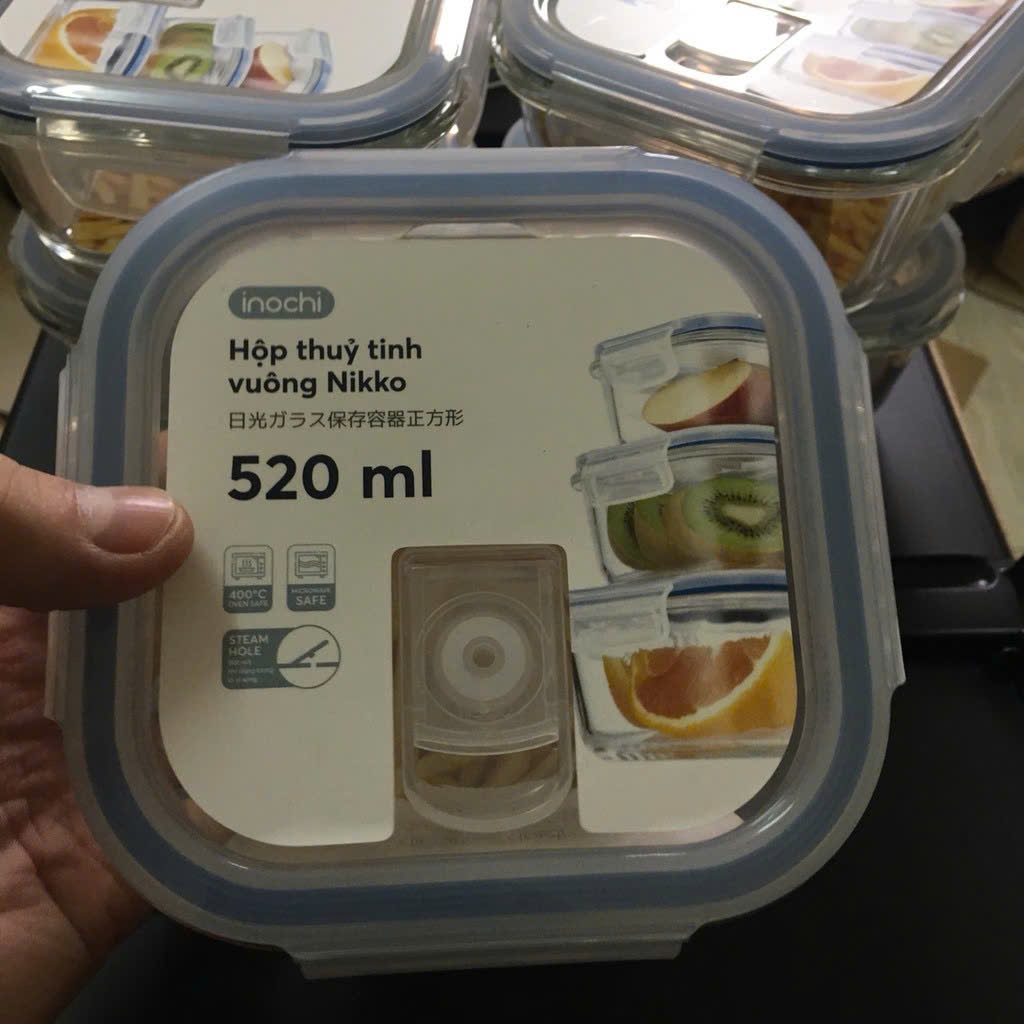 inochi
Hộp thuỷ tinh
vuông Nikko
日光ガラス保存容器正方形
520 ml
400°C
OVEN SAFE
MICROWAVE
SAFE
STEAM
HOLE